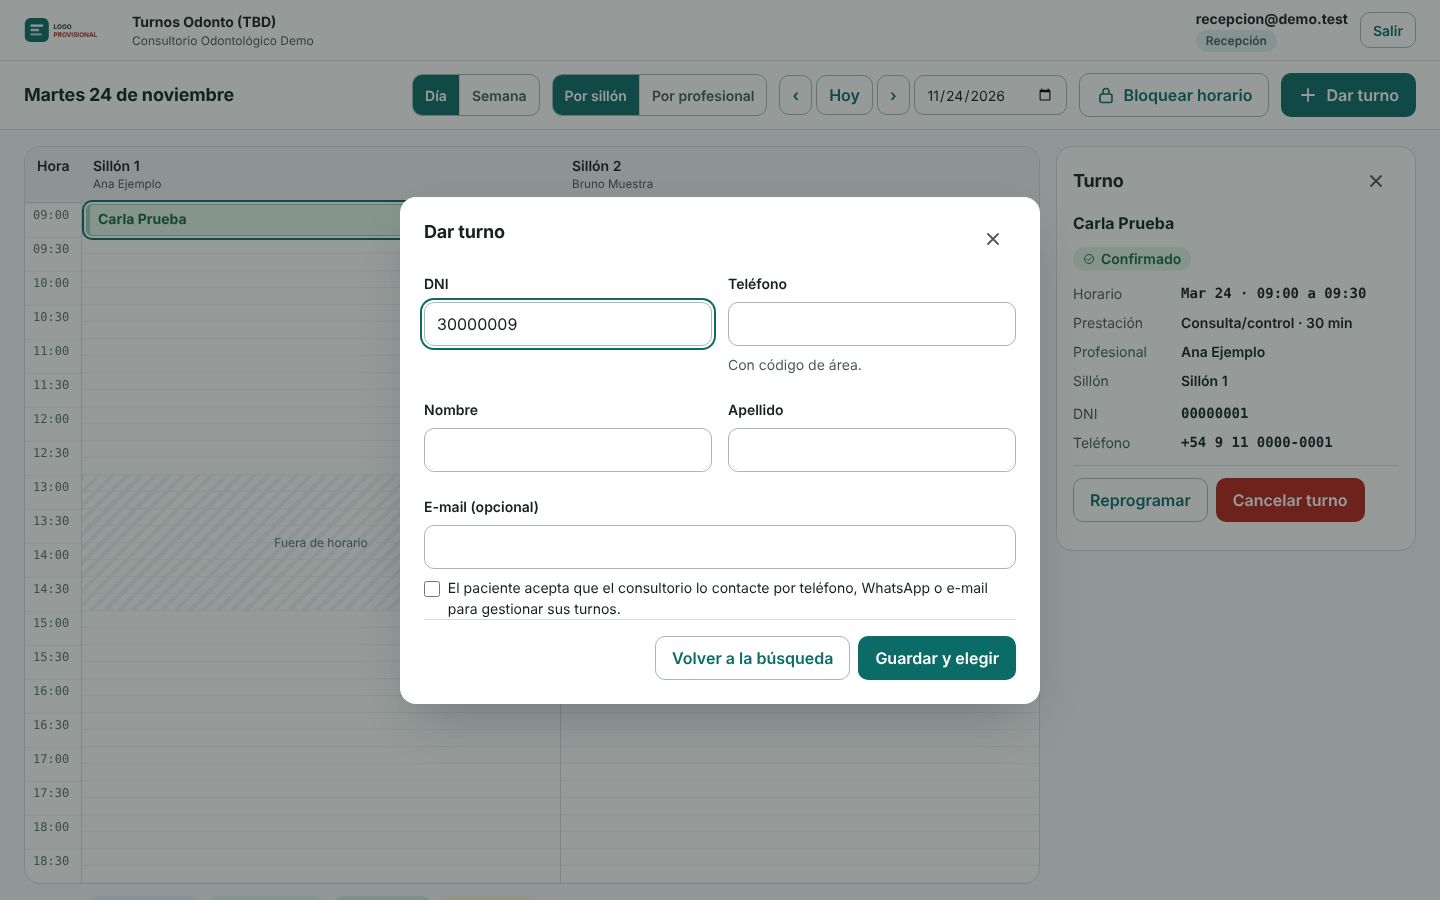 LOGO
PROVISIONAL
Turnos Odonto (TBD)
Consultorio Odontológico Demo
recepcion@demo.test
Recepción
Salir
Martes 24 de noviembre
Día
Semana
Por sillón
Por profesional
‹
Hoy
›
11/24/2026
Bloquear horario
Dar turno
Hora
Sillón 1
Ana Ejemplo
Sillón 2
Bruno Muestra
09:00
Carla Prueba
09:30
10:00
10:30
11:00
11:30
12:00
12:30
13:00
13:30
Fuera de horario
14:00
14:30
15:00
15:30
16:00
16:30
17:00
17:30
18:00
18:30
Dar turno
DNI
30000009
Teléfono
Con código de área.
Nombre
Apellido
E-mail (opcional)
El paciente acepta que el consultorio lo contacte por teléfono, WhatsApp o e-mail
para gestionar sus turnos.
Volver a la búsqueda
Guardar y elegir
Turno
Carla Prueba
Confirmado
Horario
Mar 24 · 09:00 a 09:30
Prestación
Consulta/control · 30 min
Profesional
Ana Ejemplo
Sillón
Sillón 1
DNI
00000001
Teléfono
+54 9 11 0000-0001
Reprogramar
Cancelar turno